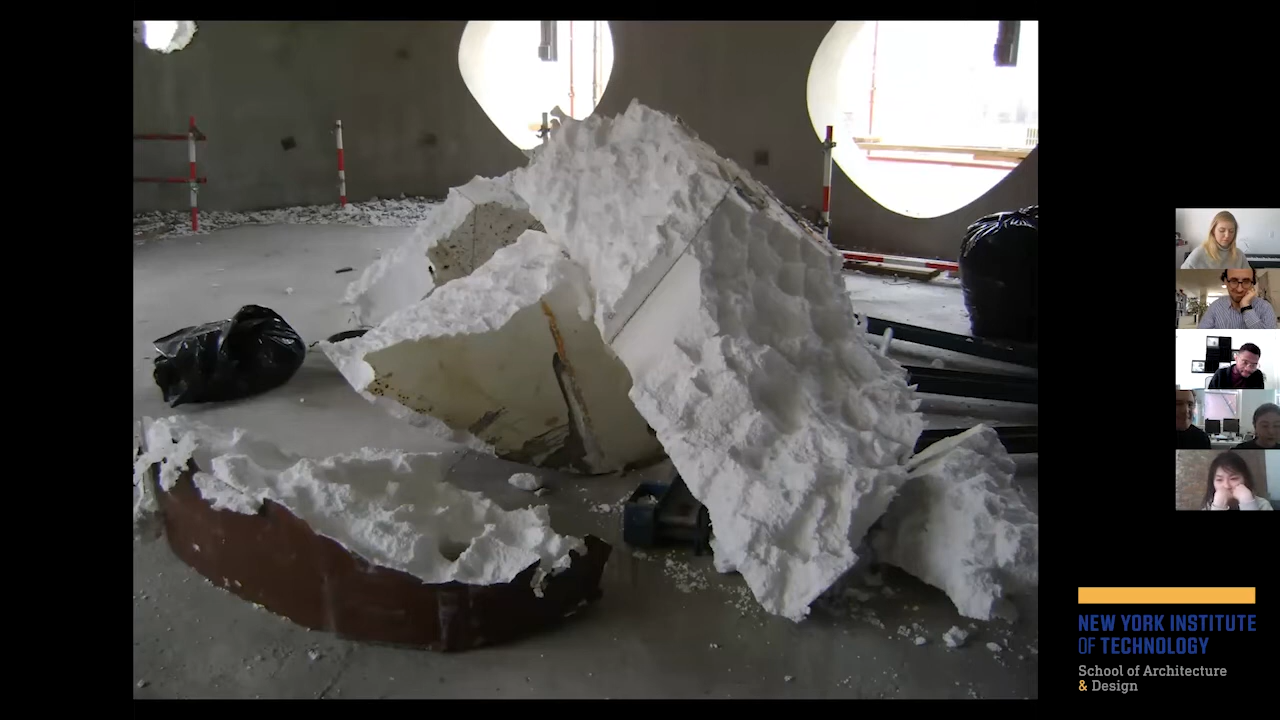 NEW YORK INSTITUTE
OF TECHNOLOGY
School of Architecture
& Design